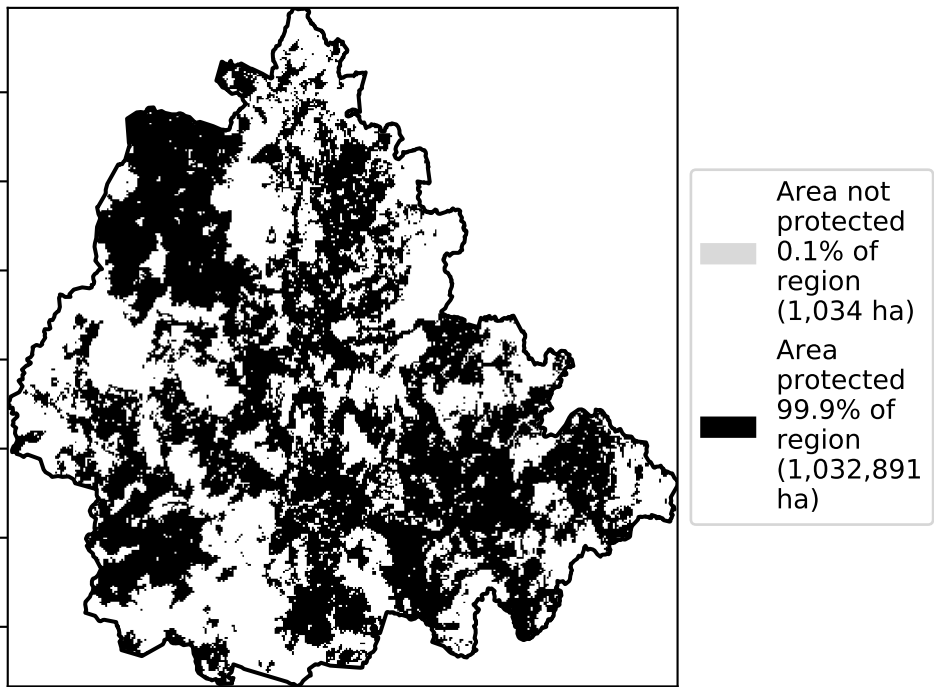 Area not
protected
0.1% of
region
(1,034 ha)
Area
protected
99.9% of
region
(1,032,891
ha)